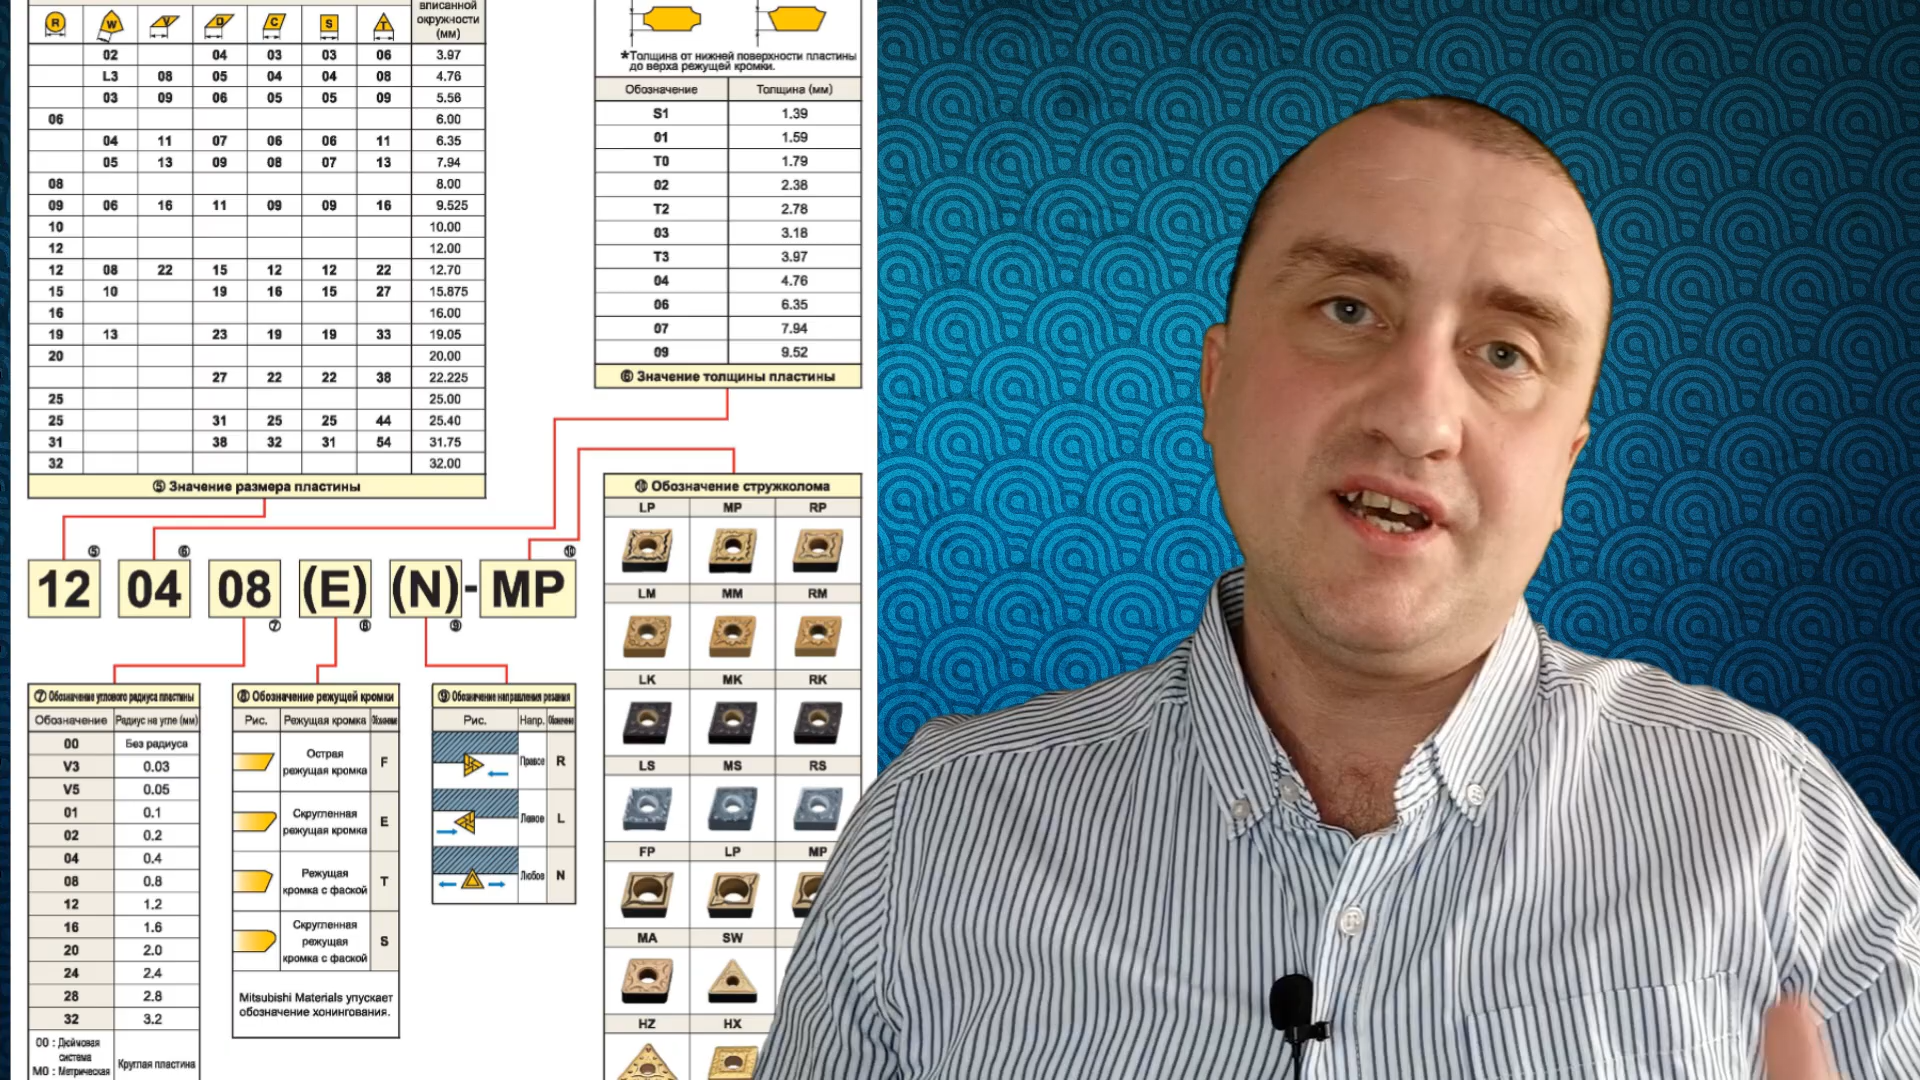 вписанной
окружности
(мм)
R W V D C S T
02 04 03 03 06 3.97
L3 08 05 04 04 08 4.76
03 09 06 05 05 09 5.56
06 6.00
04 11 07 06 06 11 6.35
05 13 09 08 07 13 7.94
08 8.00
09 06 16 11 09 09 16 9.525
10 10.00
12 12.00
12 08 22 15 12 12 22 12.70
15 10 19 16 15 27 15.875
16 16.00
19 13 23 19 19 33 19.05
20 20.00
27 22 22 38 22.225
25 25.00
25 31 25 25 44 25.40
31 38 32 31 54 31.75
32 32.00
⑤ Значение размера пластины
*Толщина от нижней поверхности пластины
до верха режущей кромки.
Обозначение Толщина (мм)
S1 1.39
01 1.59
T0 1.79
02 2.38
T2 2.78
03 3.18
T3 3.97
04 4.76
06 6.35
07 7.94
09 9.52
⑥ Значение толщины пластины
⑤ ⑥ ⑩
12 04 08 (E) (N)- MP
⑦ ⑧ ⑨
⑦ Обозначение углового радиуса пластины
Обозначение Радиус на угле (мм)
00 Без радиуса
V3 0.03
V5 0.05
01 0.1
02 0.2
04 0.4
08 0.8
12 1.2
16 1.6
20 2.0
24 2.4
28 2.8
32 3.2
00 : Дюймовая
система
M0 : Метрическая
Круглая пластина
⑧ Обозначение режущей кромки
Рис. Режущая кромка Обозначение
Острая
режущая кромка F
Скругленная
режущая кромка E
Режущая
кромка с фаской T
Скругленная
режущая
кромка с фаской S
Mitsubishi Materials упускает
обозначение хонингования.
⑨ Обозначение направления резания
Рис. Напр. Обозначение
Правое R
Левое L
Любое N
⑩ Обозначение стружколома
LP MP RP
LM MM RM
LK MK RK
LS MS RS
FP LP MP
MA SW
HZ HX